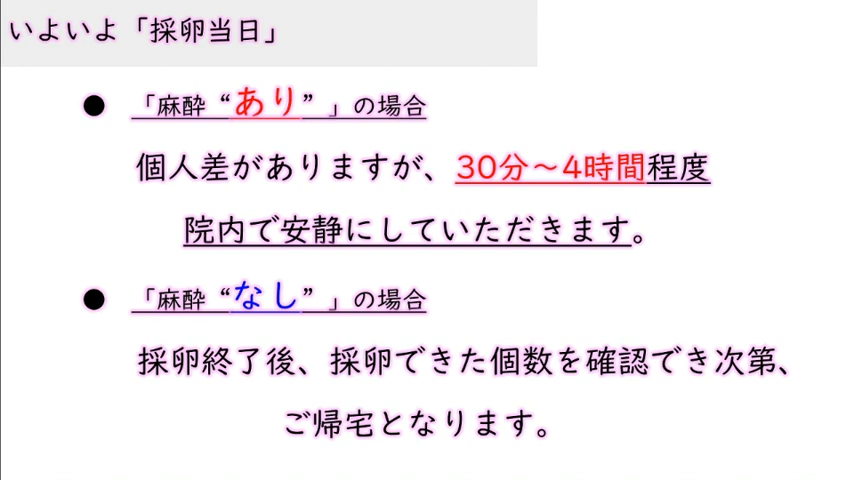 いよいよ「採卵当日」
● 「麻酔“あり”」の場合
個人差がありますが、30分～4時間程度
院内で安静にしていただきます。
● 「麻酔“なし”」の場合
採卵終了後、採卵できた個数を確認でき次第、
ご帰宅となります。